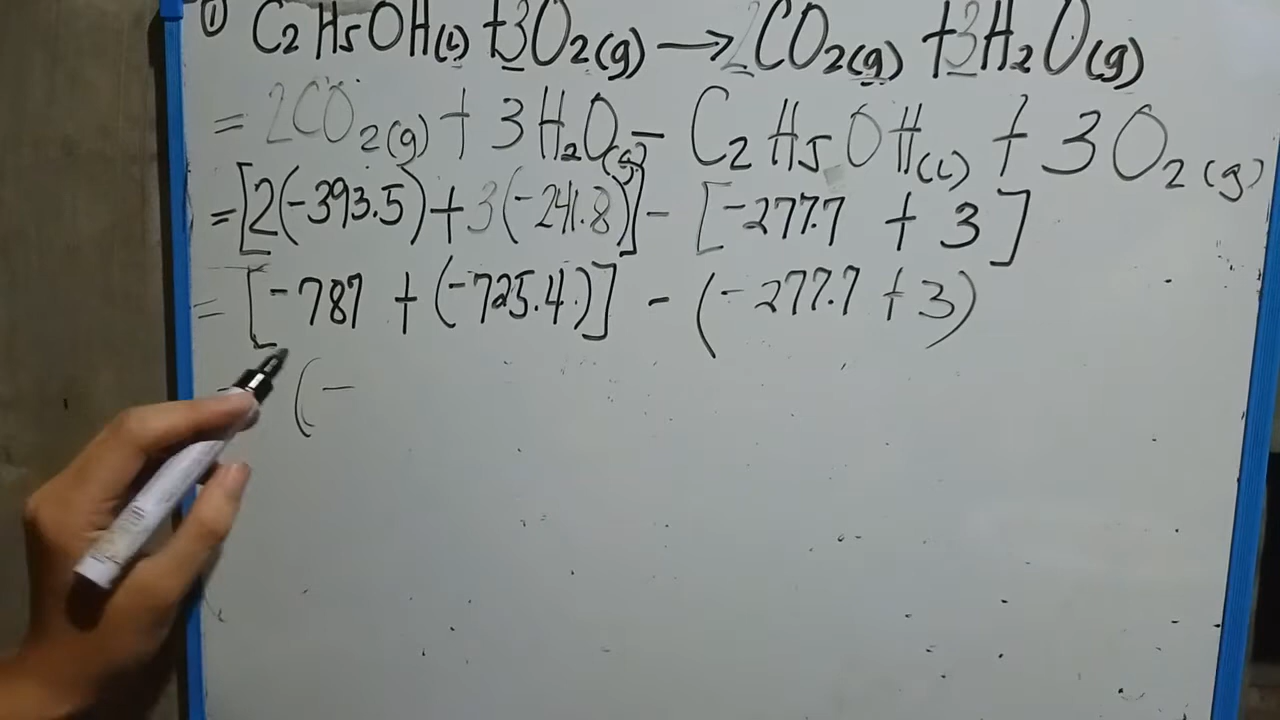 ① C2H5OH(l) + 3O2(g) → 2CO2(g) + 3H2O(g)
= 2CO2(g) + 3H2O(g) - C2H5OH(l) + 3O2(g)
= [2(-393.5) + 3(-241.8)] - [-277.7 + 3]
= [-787 + (-725.4)] - (-277.7 + 3)
= (-